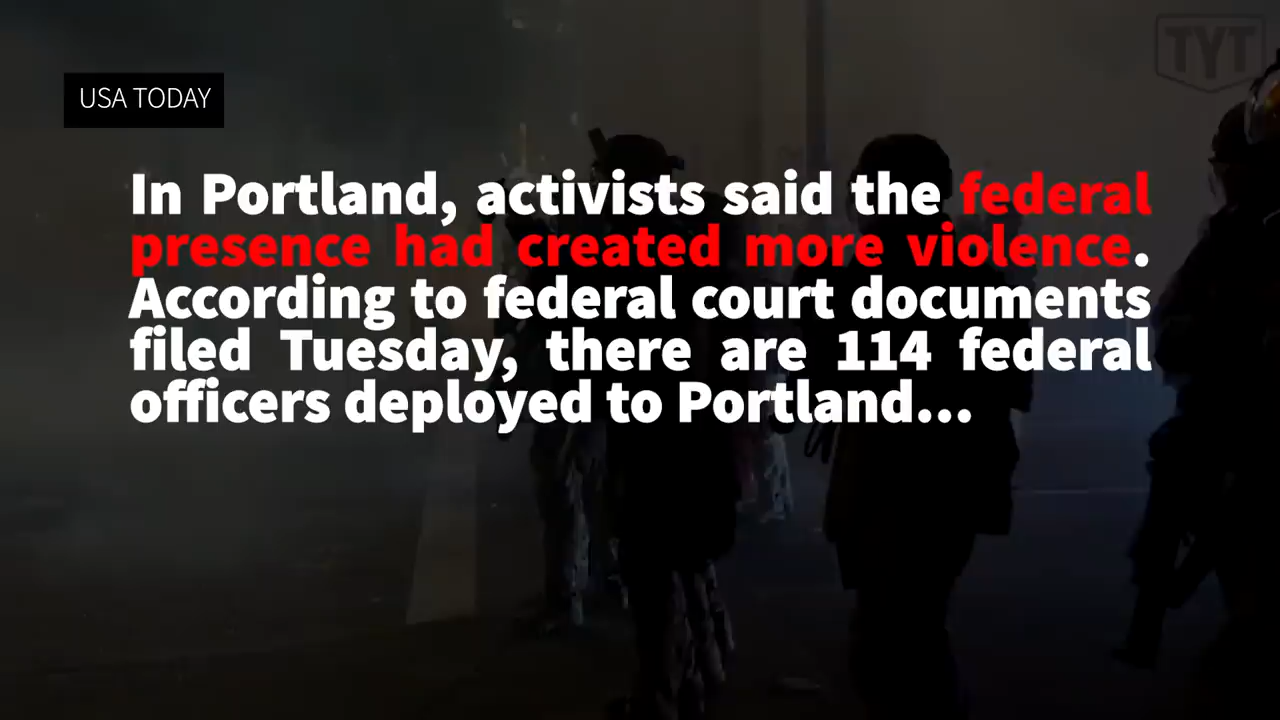 TYT
USA TODAY
In Portland, activists said the federal
presence had created more violence.
According to federal court documents
filed Tuesday, there are 114 federal
officers deployed to Portland...